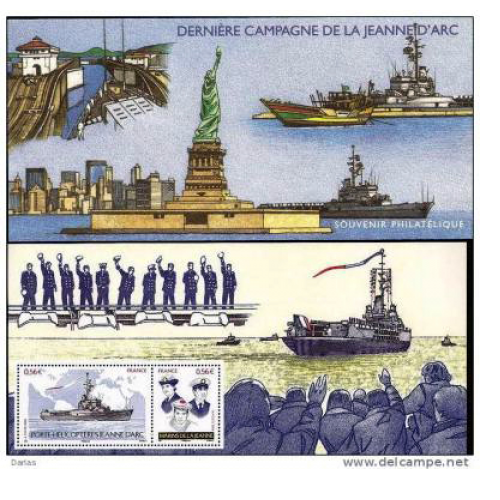 DERNIÈRE CAMPAGNE DE LA JEANNE D'ARC
SOUVENIR PHILATÉLIQUE
0,56€ FRANCE
FRANCE 0,56€
PORTE-HÉLICOPTÈRES JEANNE D'ARC
MARINS DE LA JEANNE
Darias
www.delcampe.net